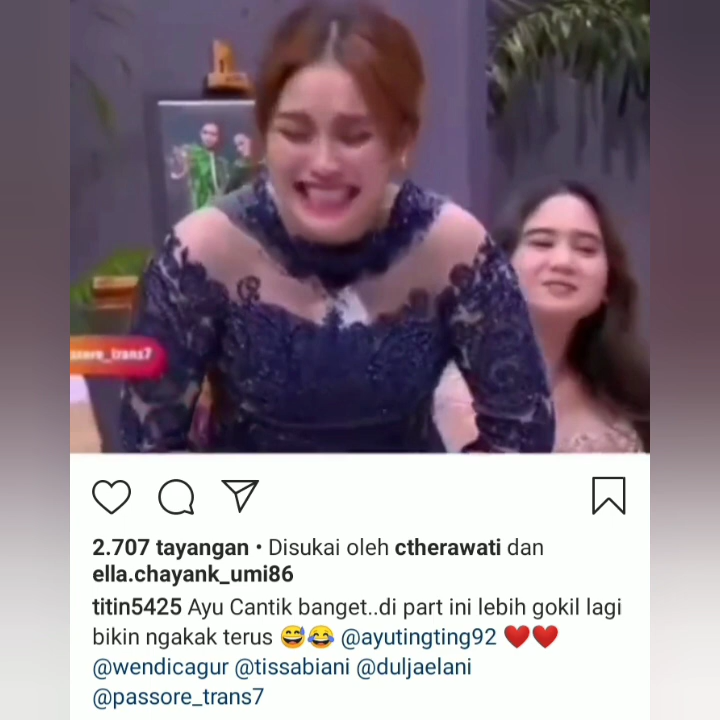 passore_trans7
2.707 tayangan • Disukai oleh ctherawati dan
ella.chayank_umi86
titin5425 Ayu Cantik banget..di part ini lebih gokil lagi
bikin ngakak terus 😅😂 @ayutingting92 ❤️❤️
@wendicagur @tissabiani @duljaelani
@passore_trans7